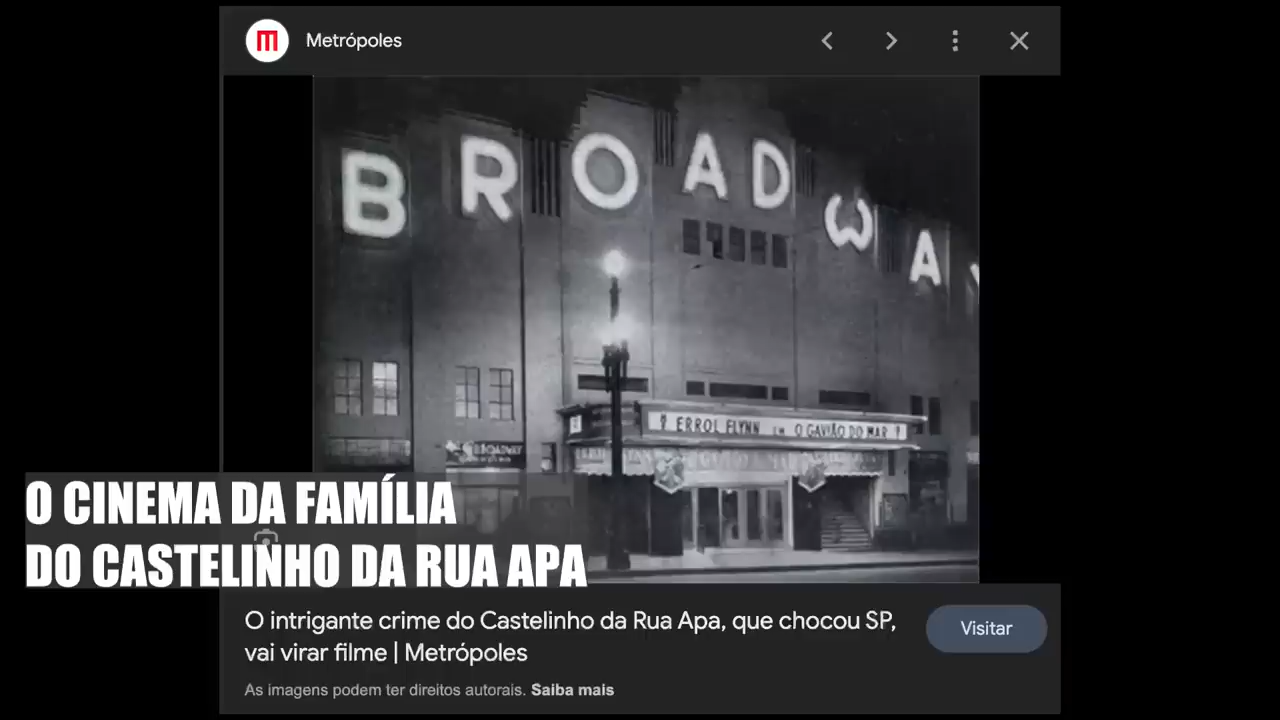 Metrópoles
BROADWA
BROADWAY
ERROL FLYNN EM O GAVIÃO DO MAR
O CINEMA DA FAMÍLIA
DO CASTELINHO DA RUA APA
O intrigante crime do Castelinho da Rua Apa, que chocou SP,
vai virar filme | Metrópoles
Visitar
As imagens podem ter direitos autorais. Saiba mais